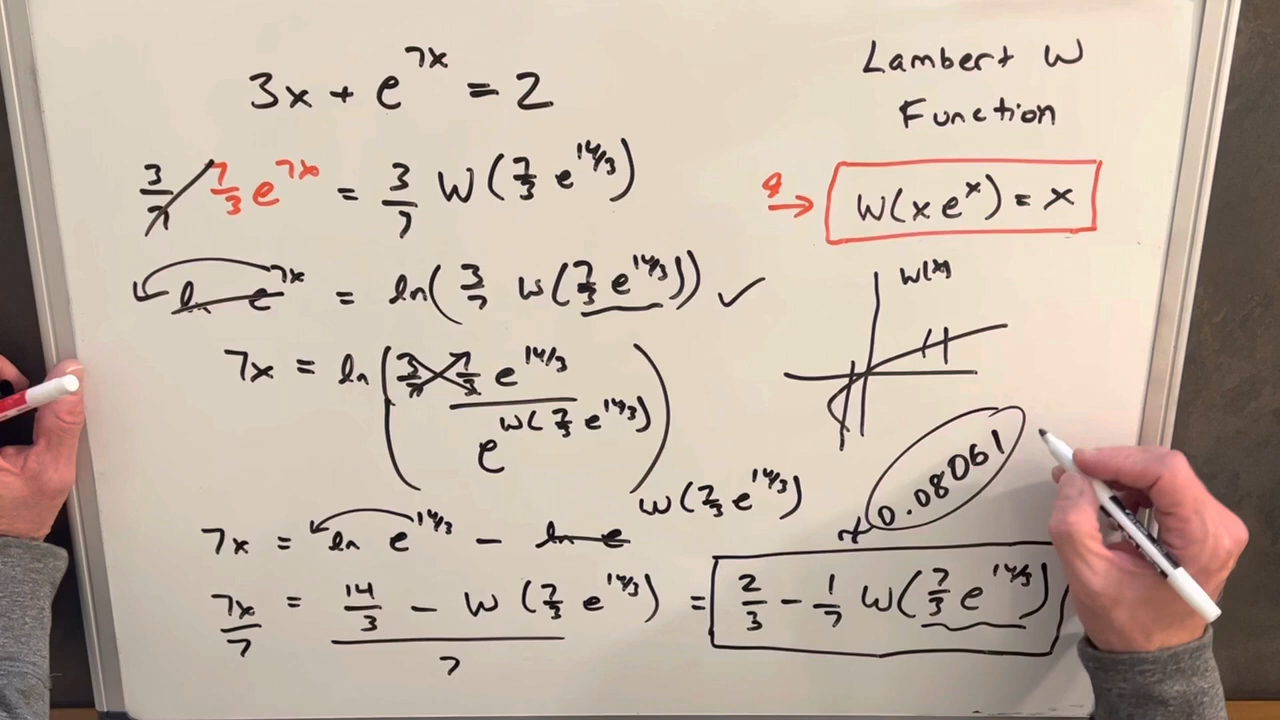 3x + e^{7x} = 2
3/7 7/3 e^{7x} = 3/7 W(7/3 e^{14/3})
ln e^{7x} = ln(3/7 W(7/3 e^{14/3})) ✓
7x = ln(3/7 7/3 e^{14/3} / e^{W(7/3 e^{14/3})})
7x = ln e^{14/3} - ln e^{W(7/3 e^{14/3})}
7x/7 = (14/3 - W(7/3 e^{14/3}))/7 = 2/3 - 1/7 W(7/3 e^{14/3})
Lambert W
Function
→ W(x e^x) = x
W(x)
0.08061